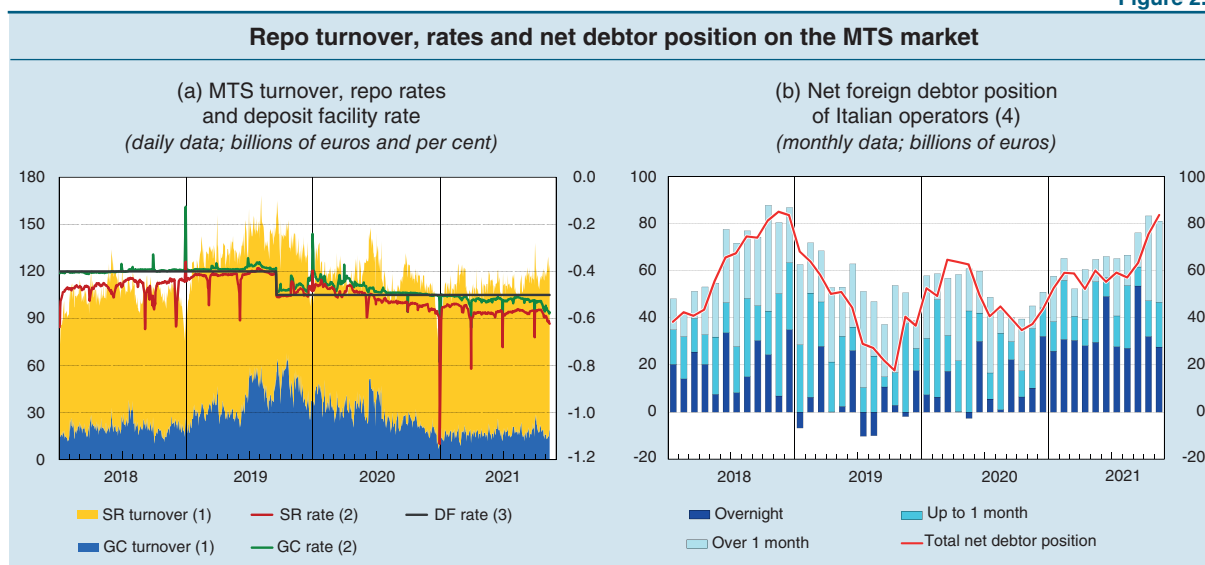 Figure 2.
Repo turnover, rates and net debtor position on the MTS market
(a) MTS turnover, repo rates
and deposit facility rate
(daily data; billions of euros and per cent)
180
150
120
90
60
30
0
0.0
-0.2
-0.4
-0.6
-0.8
-1.0
-1.2
2018
2019
2020
2021
SR turnover (1)
SR rate (2)
DF rate (3)
GC turnover (1)
GC rate (2)
(b) Net foreign debtor position
of Italian operators (4)
(monthly data; billions of euros)
100
80
60
40
20
0
-20
100
80
60
40
20
0
-20
2018
2019
2020
2021
Overnight
Up to 1 month
Over 1 month
Total net debtor position